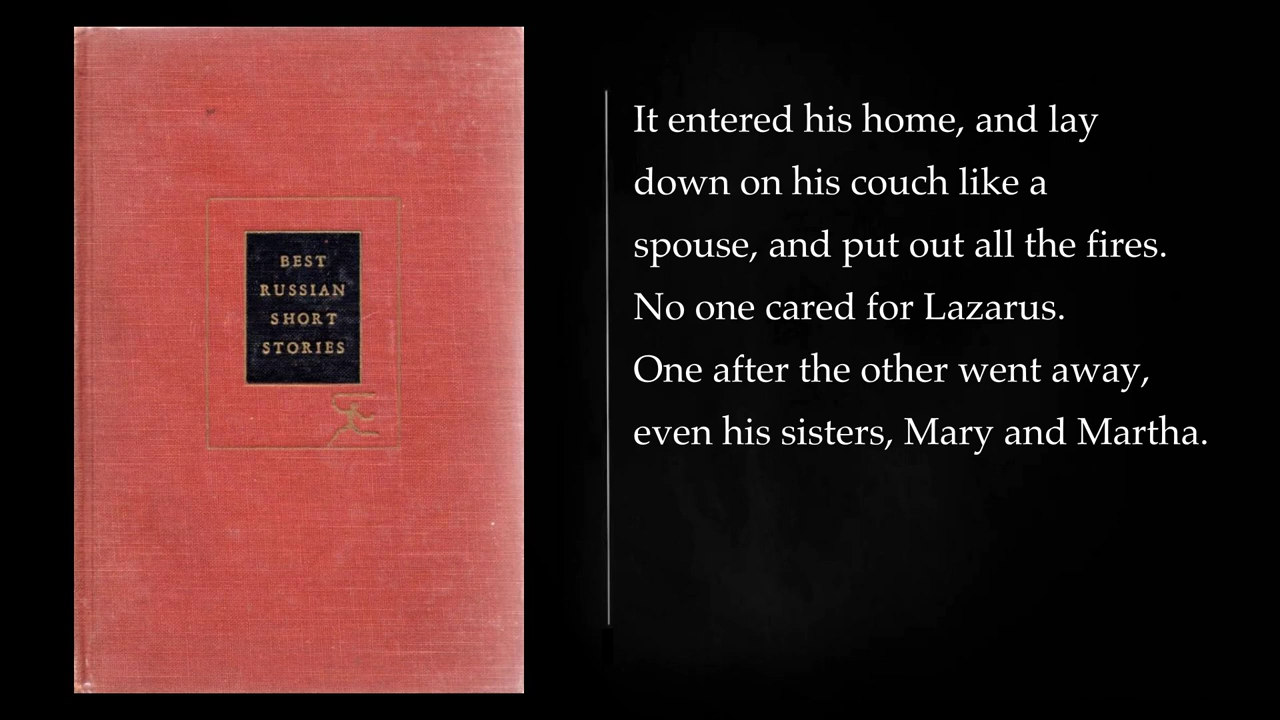 BEST
RUSSIAN
SHORT
STORIES
It entered his home, and lay
down on his couch like a
spouse, and put out all the fires.
No one cared for Lazarus.
One after the other went away,
even his sisters, Mary and Martha.